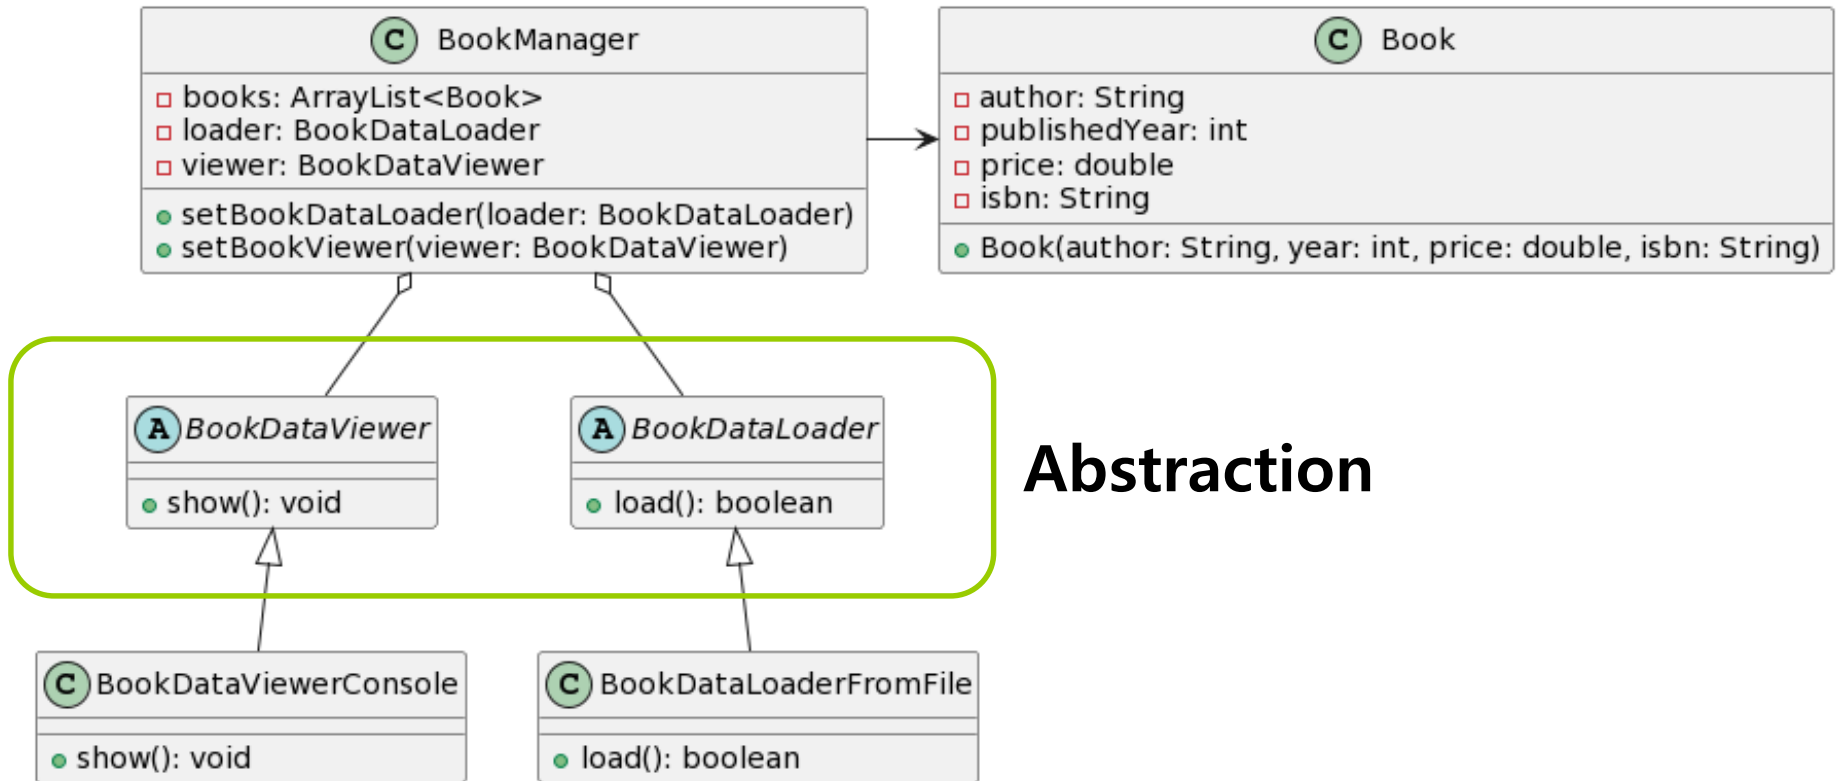 C BookManager
books: ArrayList<Book>
loader: BookDataLoader
viewer: BookDataViewer
setBookDataLoader(loader: BookDataLoader)
setBookViewer(viewer: BookDataViewer)
C Book
author: String
publishedYear: int
price: double
isbn: String
Book(author: String, year: int, price: double, isbn: String)
A BookDataViewer
show(): void
A BookDataLoader
load(): boolean
Abstraction
C BookDataViewerConsole
show(): void
C BookDataLoaderFromFile
load(): boolean